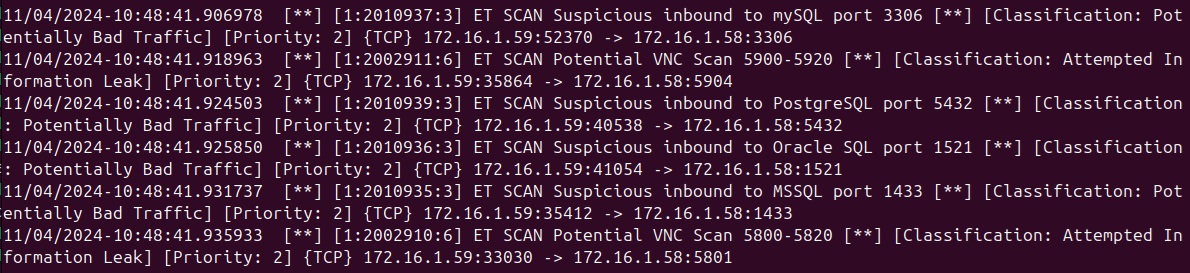 11/04/2024-10:48:41.906978  [**] [1:2010937:3] ET SCAN Suspicious inbound to mySQL port 3306 [**] [Classification: Pot
entially Bad Traffic] [Priority: 2] {TCP} 172.16.1.59:52370 -> 172.16.1.58:3306
11/04/2024-10:48:41.918963  [**] [1:2002911:6] ET SCAN Potential VNC Scan 5900-5920 [**] [Classification: Attempted In
formation Leak] [Priority: 2] {TCP} 172.16.1.59:35864 -> 172.16.1.58:5904
11/04/2024-10:48:41.924503  [**] [1:2010939:3] ET SCAN Suspicious inbound to PostgreSQL port 5432 [**] [Classification
: Potentially Bad Traffic] [Priority: 2] {TCP} 172.16.1.59:40538 -> 172.16.1.58:5432
11/04/2024-10:48:41.925850  [**] [1:2010936:3] ET SCAN Suspicious inbound to Oracle SQL port 1521 [**] [Classification
: Potentially Bad Traffic] [Priority: 2] {TCP} 172.16.1.59:41054 -> 172.16.1.58:1521
11/04/2024-10:48:41.931737  [**] [1:2010935:3] ET SCAN Suspicious inbound to MSSQL port 1433 [**] [Classification: Pot
entially Bad Traffic] [Priority: 2] {TCP} 172.16.1.59:35412 -> 172.16.1.58:1433
11/04/2024-10:48:41.935933  [**] [1:2002910:6] ET SCAN Potential VNC Scan 5800-5820 [**] [Classification: Attempted In
formation Leak] [Priority: 2] {TCP} 172.16.1.59:33030 -> 172.16.1.58:5801